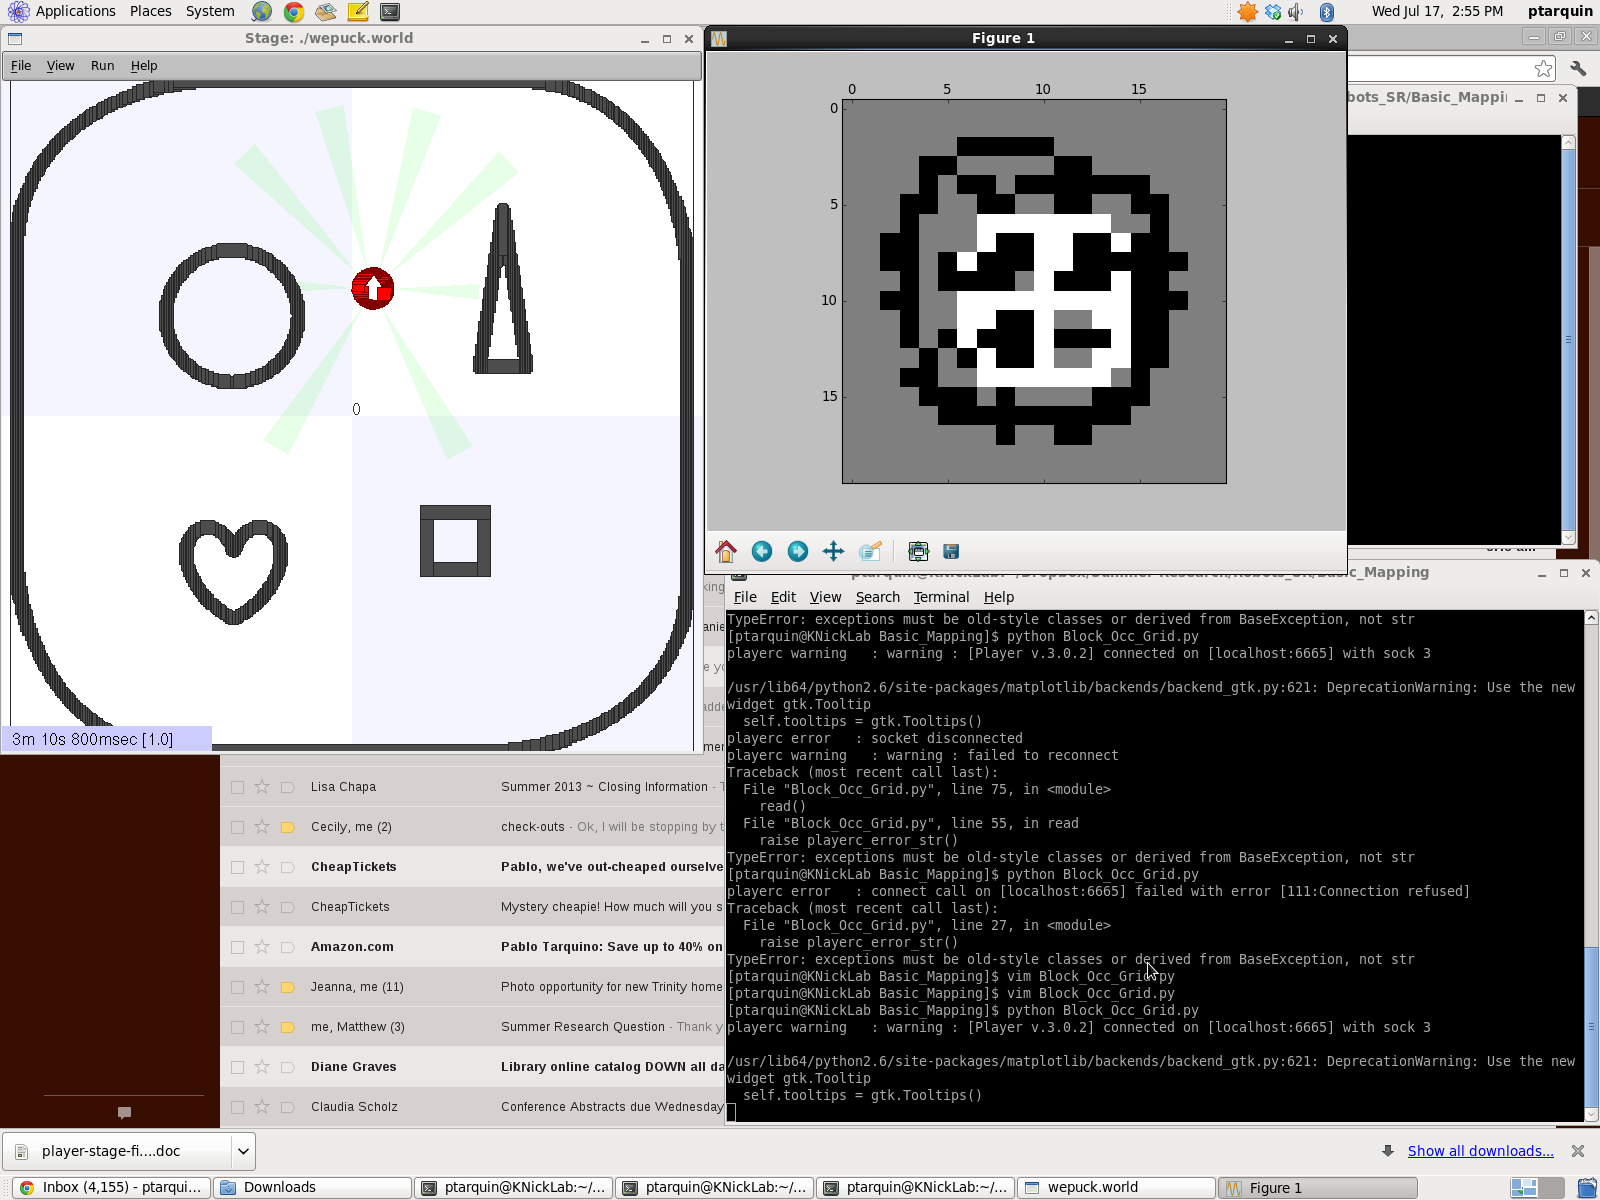 Applications Places System
Wed Jul 17, 2:55 PM ptarquin
Stage: ./wepuck.world
File View Run Help
0
3m 10s 800msec [1.0]
Figure 1
0 5 10 15
0
5
10
15
bots_SR/Basic_Mappi
ptarquin@KNickLab:~/Dropbox/Summer Research/Robots_SR/Basic_Mapping
File Edit View Search Terminal Help
TypeError: exceptions must be old-style classes or derived from BaseException, not str
[ptarquin@KNickLab Basic_Mapping]$ python Block_Occ_Grid.py
playerc warning   : warning : [Player v.3.0.2] connected on [localhost:6665] with sock 3
/usr/lib64/python2.6/site-packages/matplotlib/backends/backend_gtk.py:621: DeprecationWarning: Use the new
widget gtk.Tooltip
  self.tooltips = gtk.Tooltips()
playerc error   : socket disconnected
playerc warning   : warning : failed to reconnect
Traceback (most recent call last):
  File "Block_Occ_Grid.py", line 75, in <module>
    read()
  File "Block_Occ_Grid.py", line 55, in read
    raise playerc_error_str()
TypeError: exceptions must be old-style classes or derived from BaseException, not str
[ptarquin@KNickLab Basic_Mapping]$ python Block_Occ_Grid.py
playerc error   : connect call on [localhost:6665] failed with error [111:Connection refused]
Traceback (most recent call last):
  File "Block_Occ_Grid.py", line 27, in <module>
    raise playerc_error_str()
TypeError: exceptions must be old-style classes or derived from BaseException, not str
[ptarquin@KNickLab Basic_Mapping]$ vim Block_Occ_Grid.py
[ptarquin@KNickLab Basic_Mapping]$ vim Block_Occ_Grid.py
[ptarquin@KNickLab Basic_Mapping]$ python Block_Occ_Grid.py
playerc warning   : warning : [Player v.3.0.2] connected on [localhost:6665] with sock 3
/usr/lib64/python2.6/site-packages/matplotlib/backends/backend_gtk.py:621: DeprecationWarning: Use the new
widget gtk.Tooltip
  self.tooltips = gtk.Tooltips()
Lisa Chapa Summer 2013 ~ Closing Information -
Cecily, me (2) check-outs - Ok, I will be stopping by t
CheapTickets Pablo, we've out-cheaped ourselve
CheapTickets Mystery cheapie! How much will you s
Amazon.com Pablo Tarquino: Save up to 40% on
Jeanna, me (11) Photo opportunity for new Trinity home
me, Matthew (3) Summer Research Question - Thank y
Diane Graves Library online catalog DOWN all da
Claudia Scholz Conference Abstracts due Wednesday
player-stage-fi....doc
Show all downloads...
Inbox (4,155) - ptarqui... Downloads ptarquin@KNickLab:~/... ptarquin@KNickLab:~/... ptarquin@KNickLab:~/... wepuck.world Figure 1